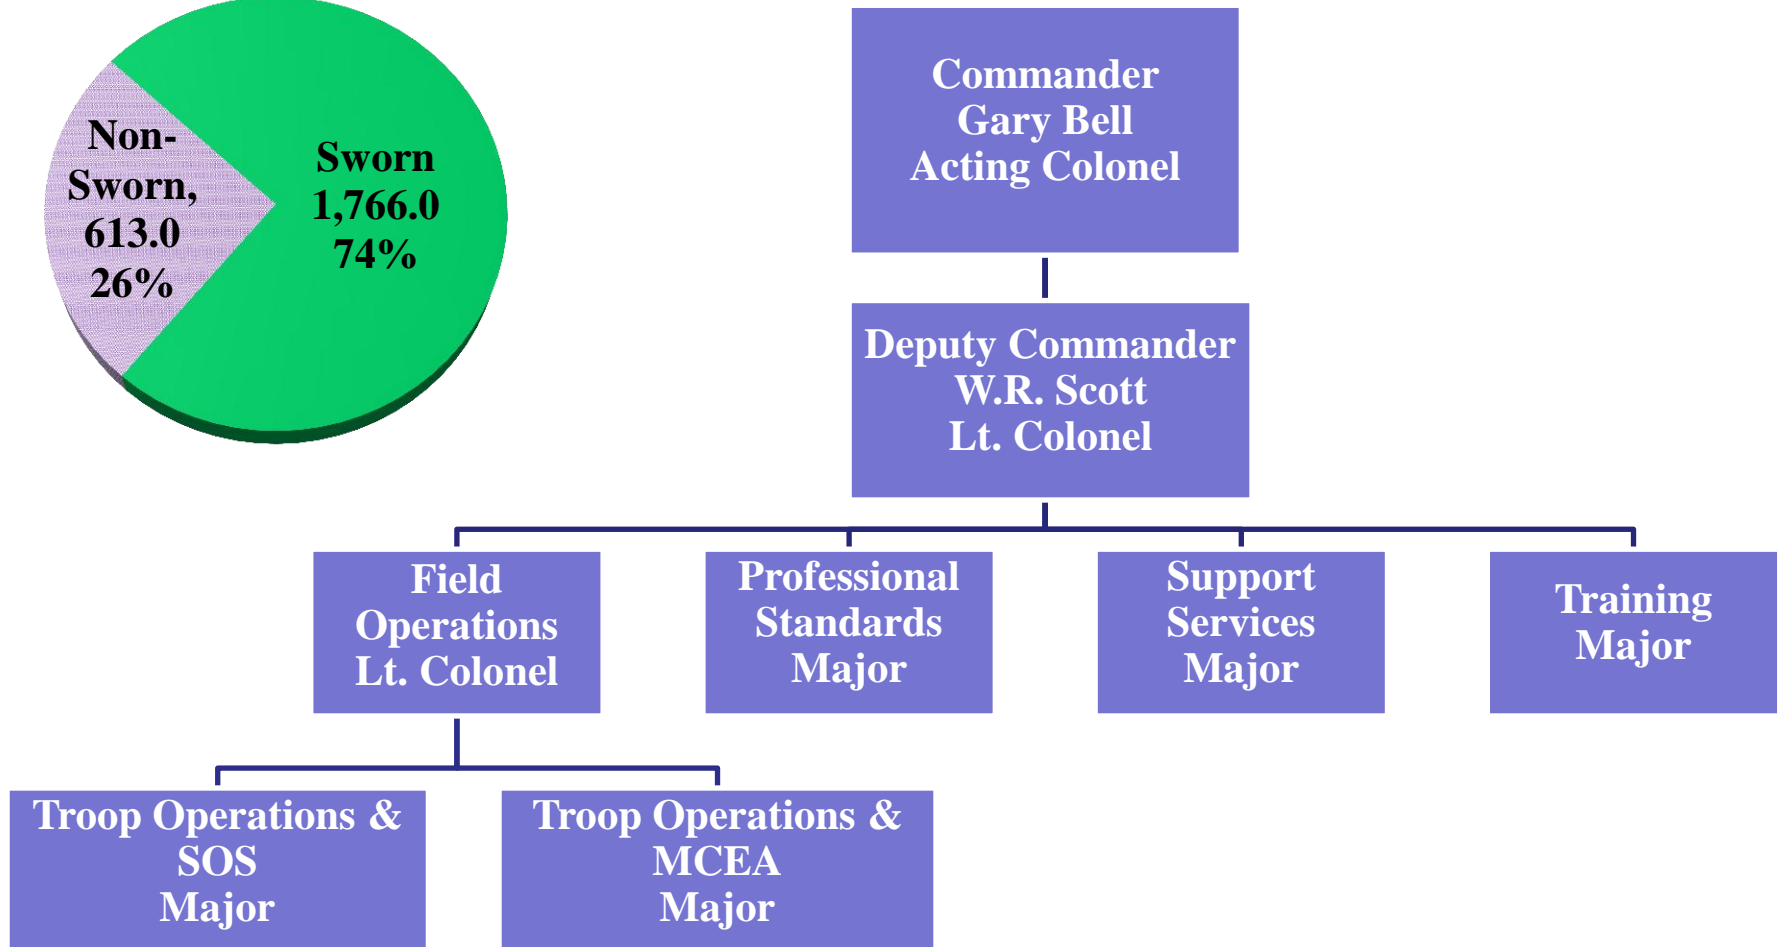 Non-
Sworn,
613.0
26%
Sworn
1,766.0
74%
Commander
Gary Bell
Acting Colonel
Deputy Commander
W.R. Scott
Lt. Colonel
Field
Operations
Lt. Colonel
Professional
Standards
Major
Support
Services
Major
Training
Major
Troop Operations &
SOS
Major
Troop Operations &
MCEA
Major